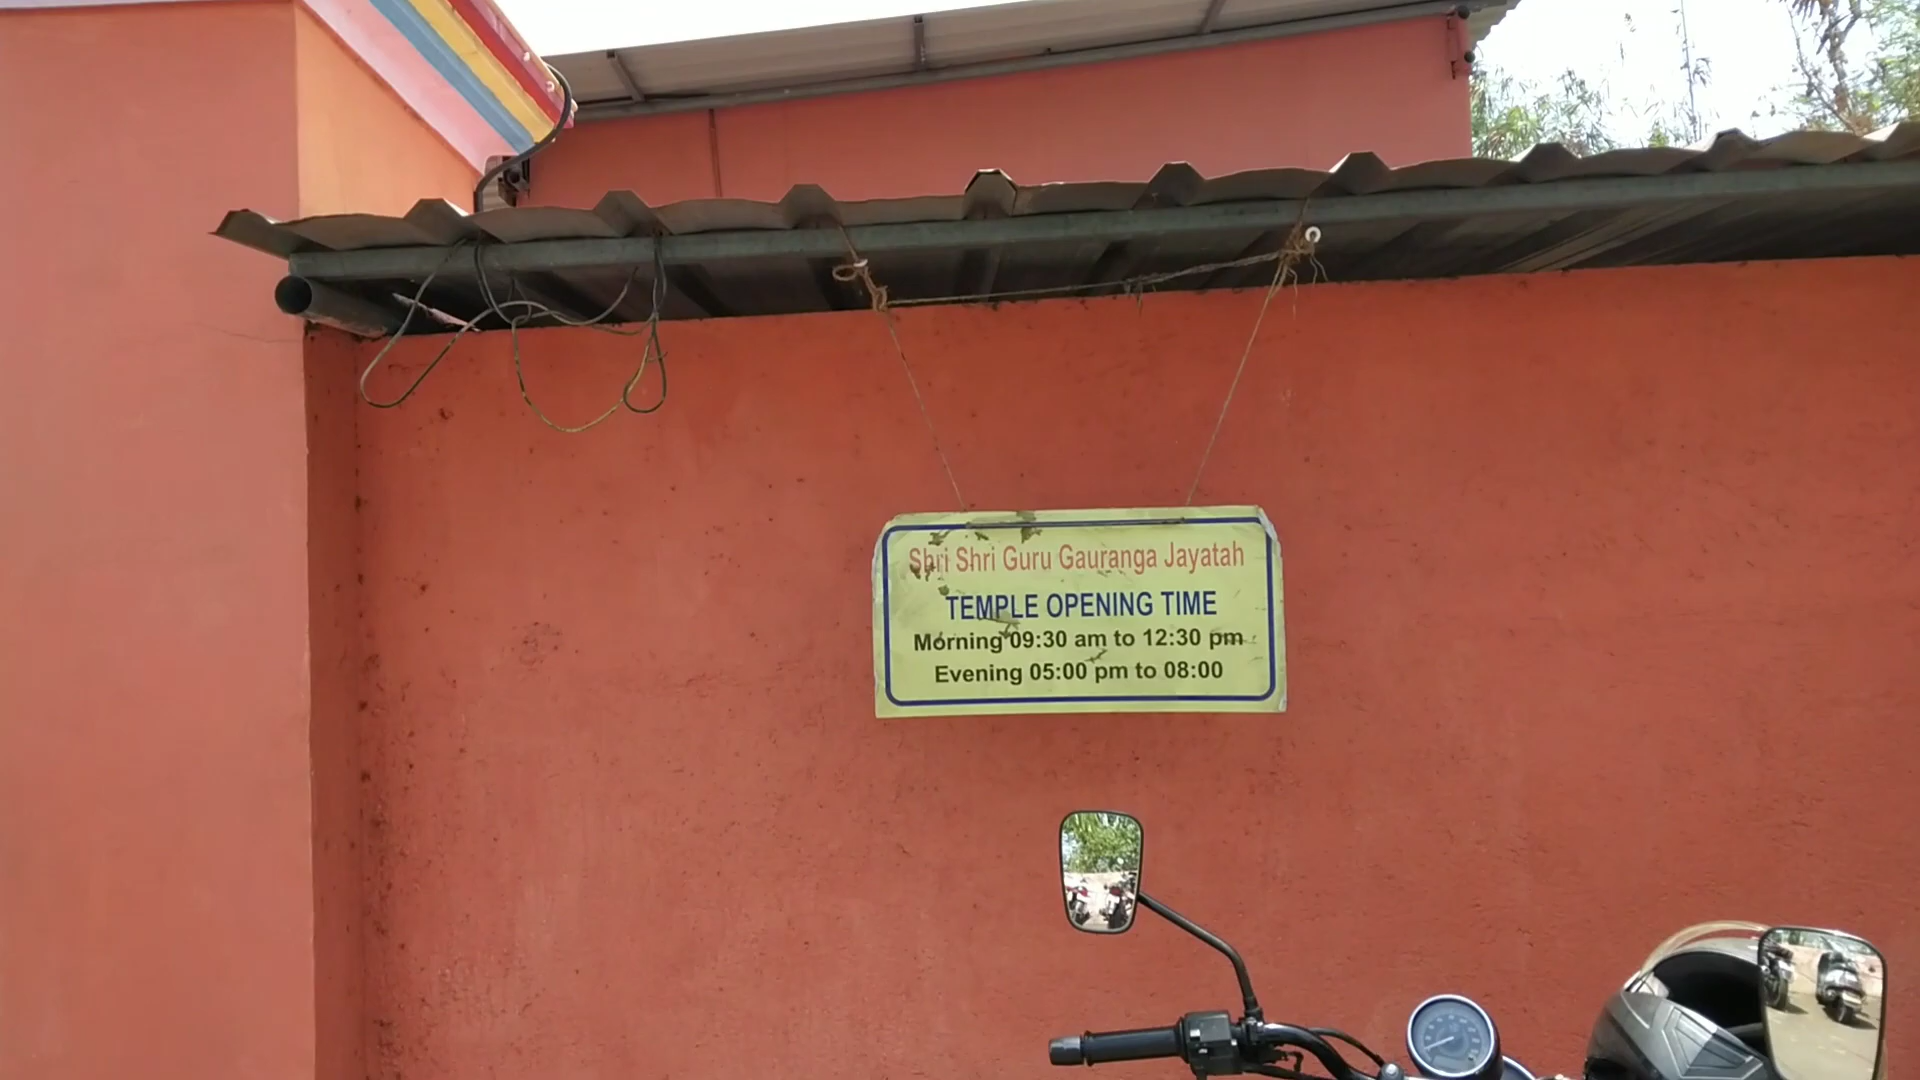 Shri Shri Guru Gauranga Jayatah
TEMPLE OPENING TIME
Morning 09:30 am to 12:30 pm
Evening 05:00 pm to 08:00